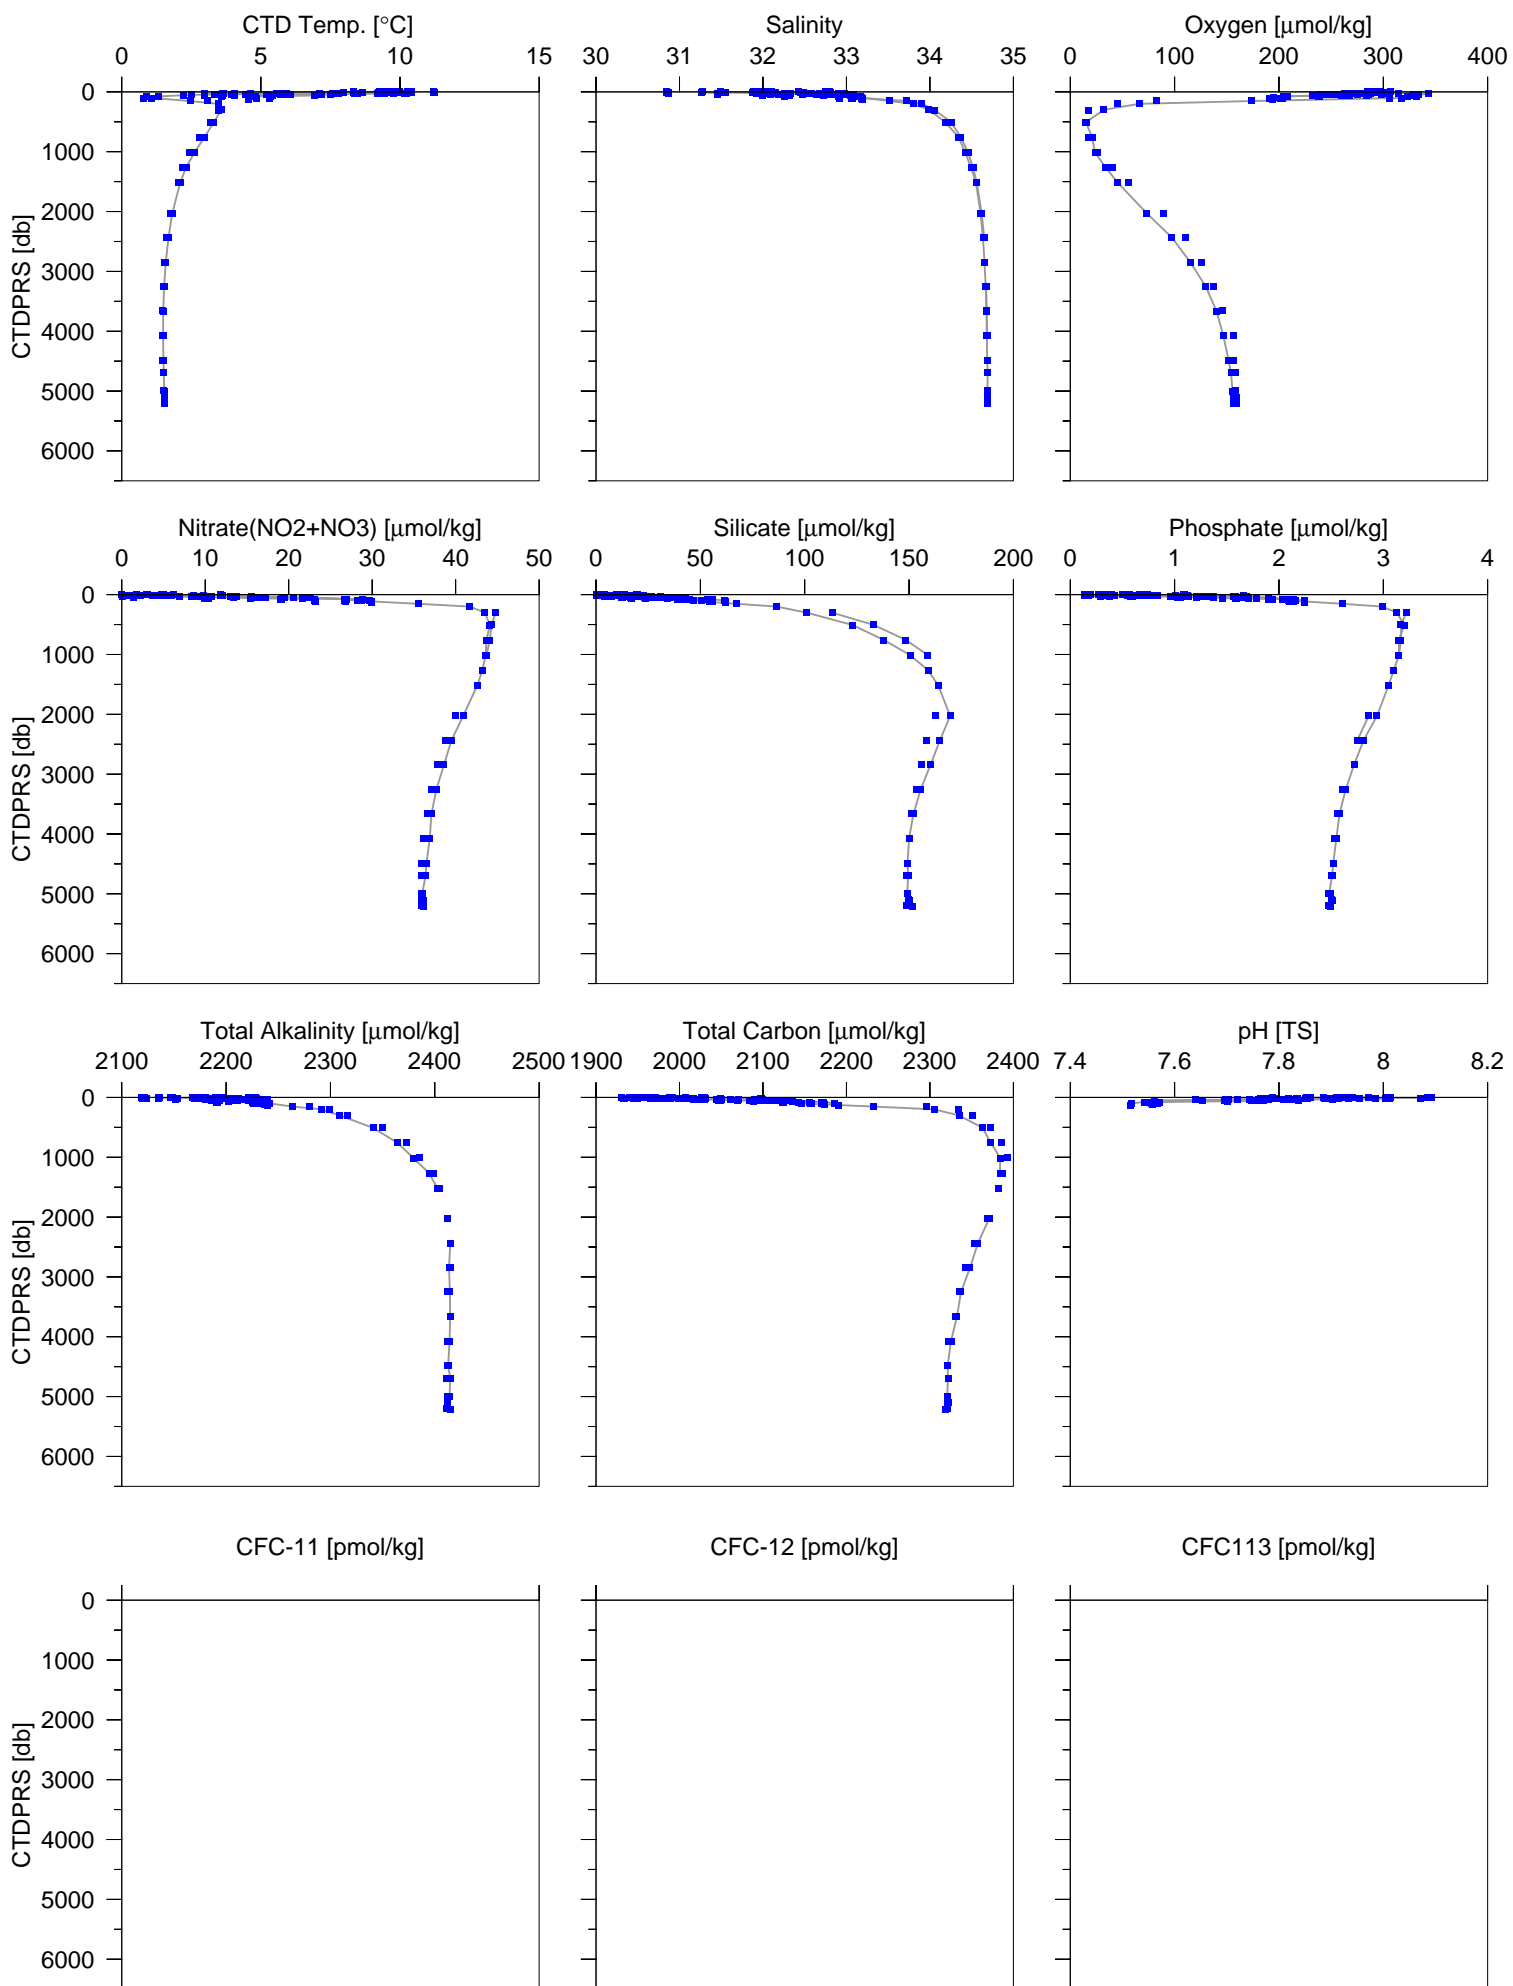 CTD Temp. [°C] Salinity Oxygen [μmol/kg]
0 5 10 15 30 31 32 33 34 35 0 100 200 300 400
0
1000
2000
3000
4000
5000
6000
CTDPRS [db]
Nitrate(NO2+NO3) [μmol/kg] Silicate [μmol/kg] Phosphate [μmol/kg]
0 10 20 30 40 50 0 50 100 150 200 0 1 2 3 4
0
1000
2000
3000
4000
5000
6000
CTDPRS [db]
Total Alkalinity [μmol/kg] Total Carbon [μmol/kg] pH [TS]
2100 2200 2300 2400 2500 1900 2000 2100 2200 2300 2400 7.4 7.6 7.8 8 8.2
0
1000
2000
3000
4000
5000
6000
CTDPRS [db]
CFC-11 [pmol/kg] CFC-12 [pmol/kg] CFC113 [pmol/kg]
0
1000
2000
3000
4000
5000
6000
CTDPRS [db]